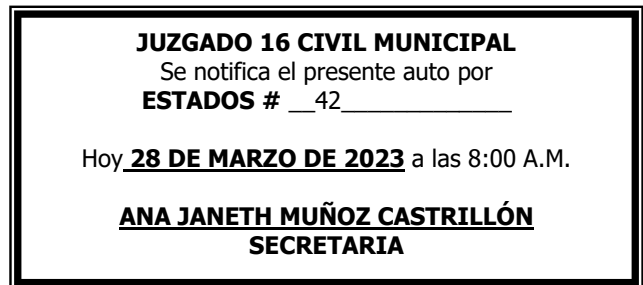 JUZGADO 16 CIVIL MUNICIPAL
Se notifica el presente auto por
ESTADOS # __42_____________
Hoy 28 DE MARZO DE 2023 a las 8:00 A.M.
ANA JANETH MUÑOZ CASTRILLÓN
SECRETARIA